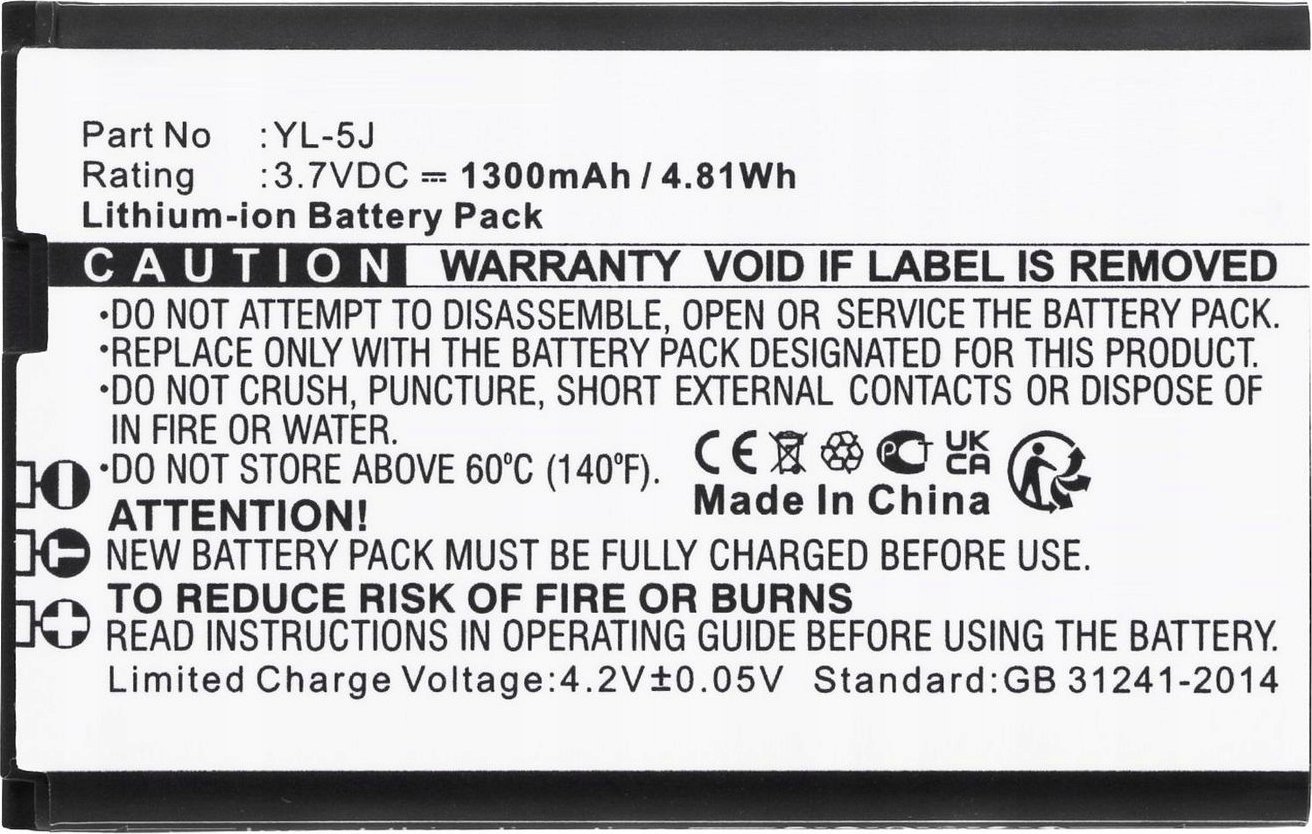 Part No :YL-5J
Rating :3.7VDC ⎓ 1300mAh / 4.81Wh
Lithium-ion Battery Pack
CAUTION WARRANTY VOID IF LABEL IS REMOVED
•DO NOT ATTEMPT TO DISASSEMBLE, OPEN OR SERVICE THE BATTERY PACK.
•REPLACE ONLY WITH THE BATTERY PACK DESIGNATED FOR THIS PRODUCT.
•DO NOT CRUSH, PUNCTURE, SHORT EXTERNAL CONTACTS OR DISPOSE OF
IN FIRE OR WATER.
•DO NOT STORE ABOVE 60⁰C (140⁰F).
CE PC UK CA
Made In China
ATTENTION!
NEW BATTERY PACK MUST BE FULLY CHARGED BEFORE USE.
TO REDUCE RISK OF FIRE OR BURNS
READ INSTRUCTIONS IN OPERATING GUIDE BEFORE USING THE BATTERY.
Limited Charge Voltage:4.2V±0.05V Standard:GB 31241-2014